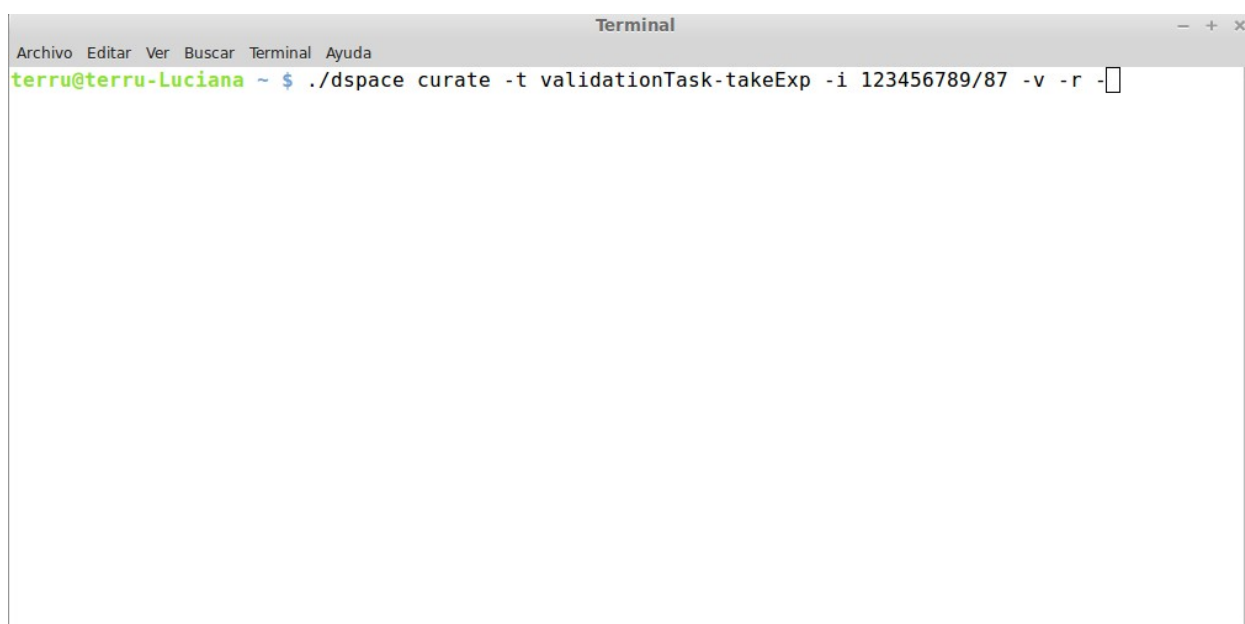 Terminal
Archivo Editar Ver Buscar Terminal Ayuda
terru@terru-Luciana ~ $ ./dspace curate -t validationTask-takeExp -i 123456789/87 -v -r -